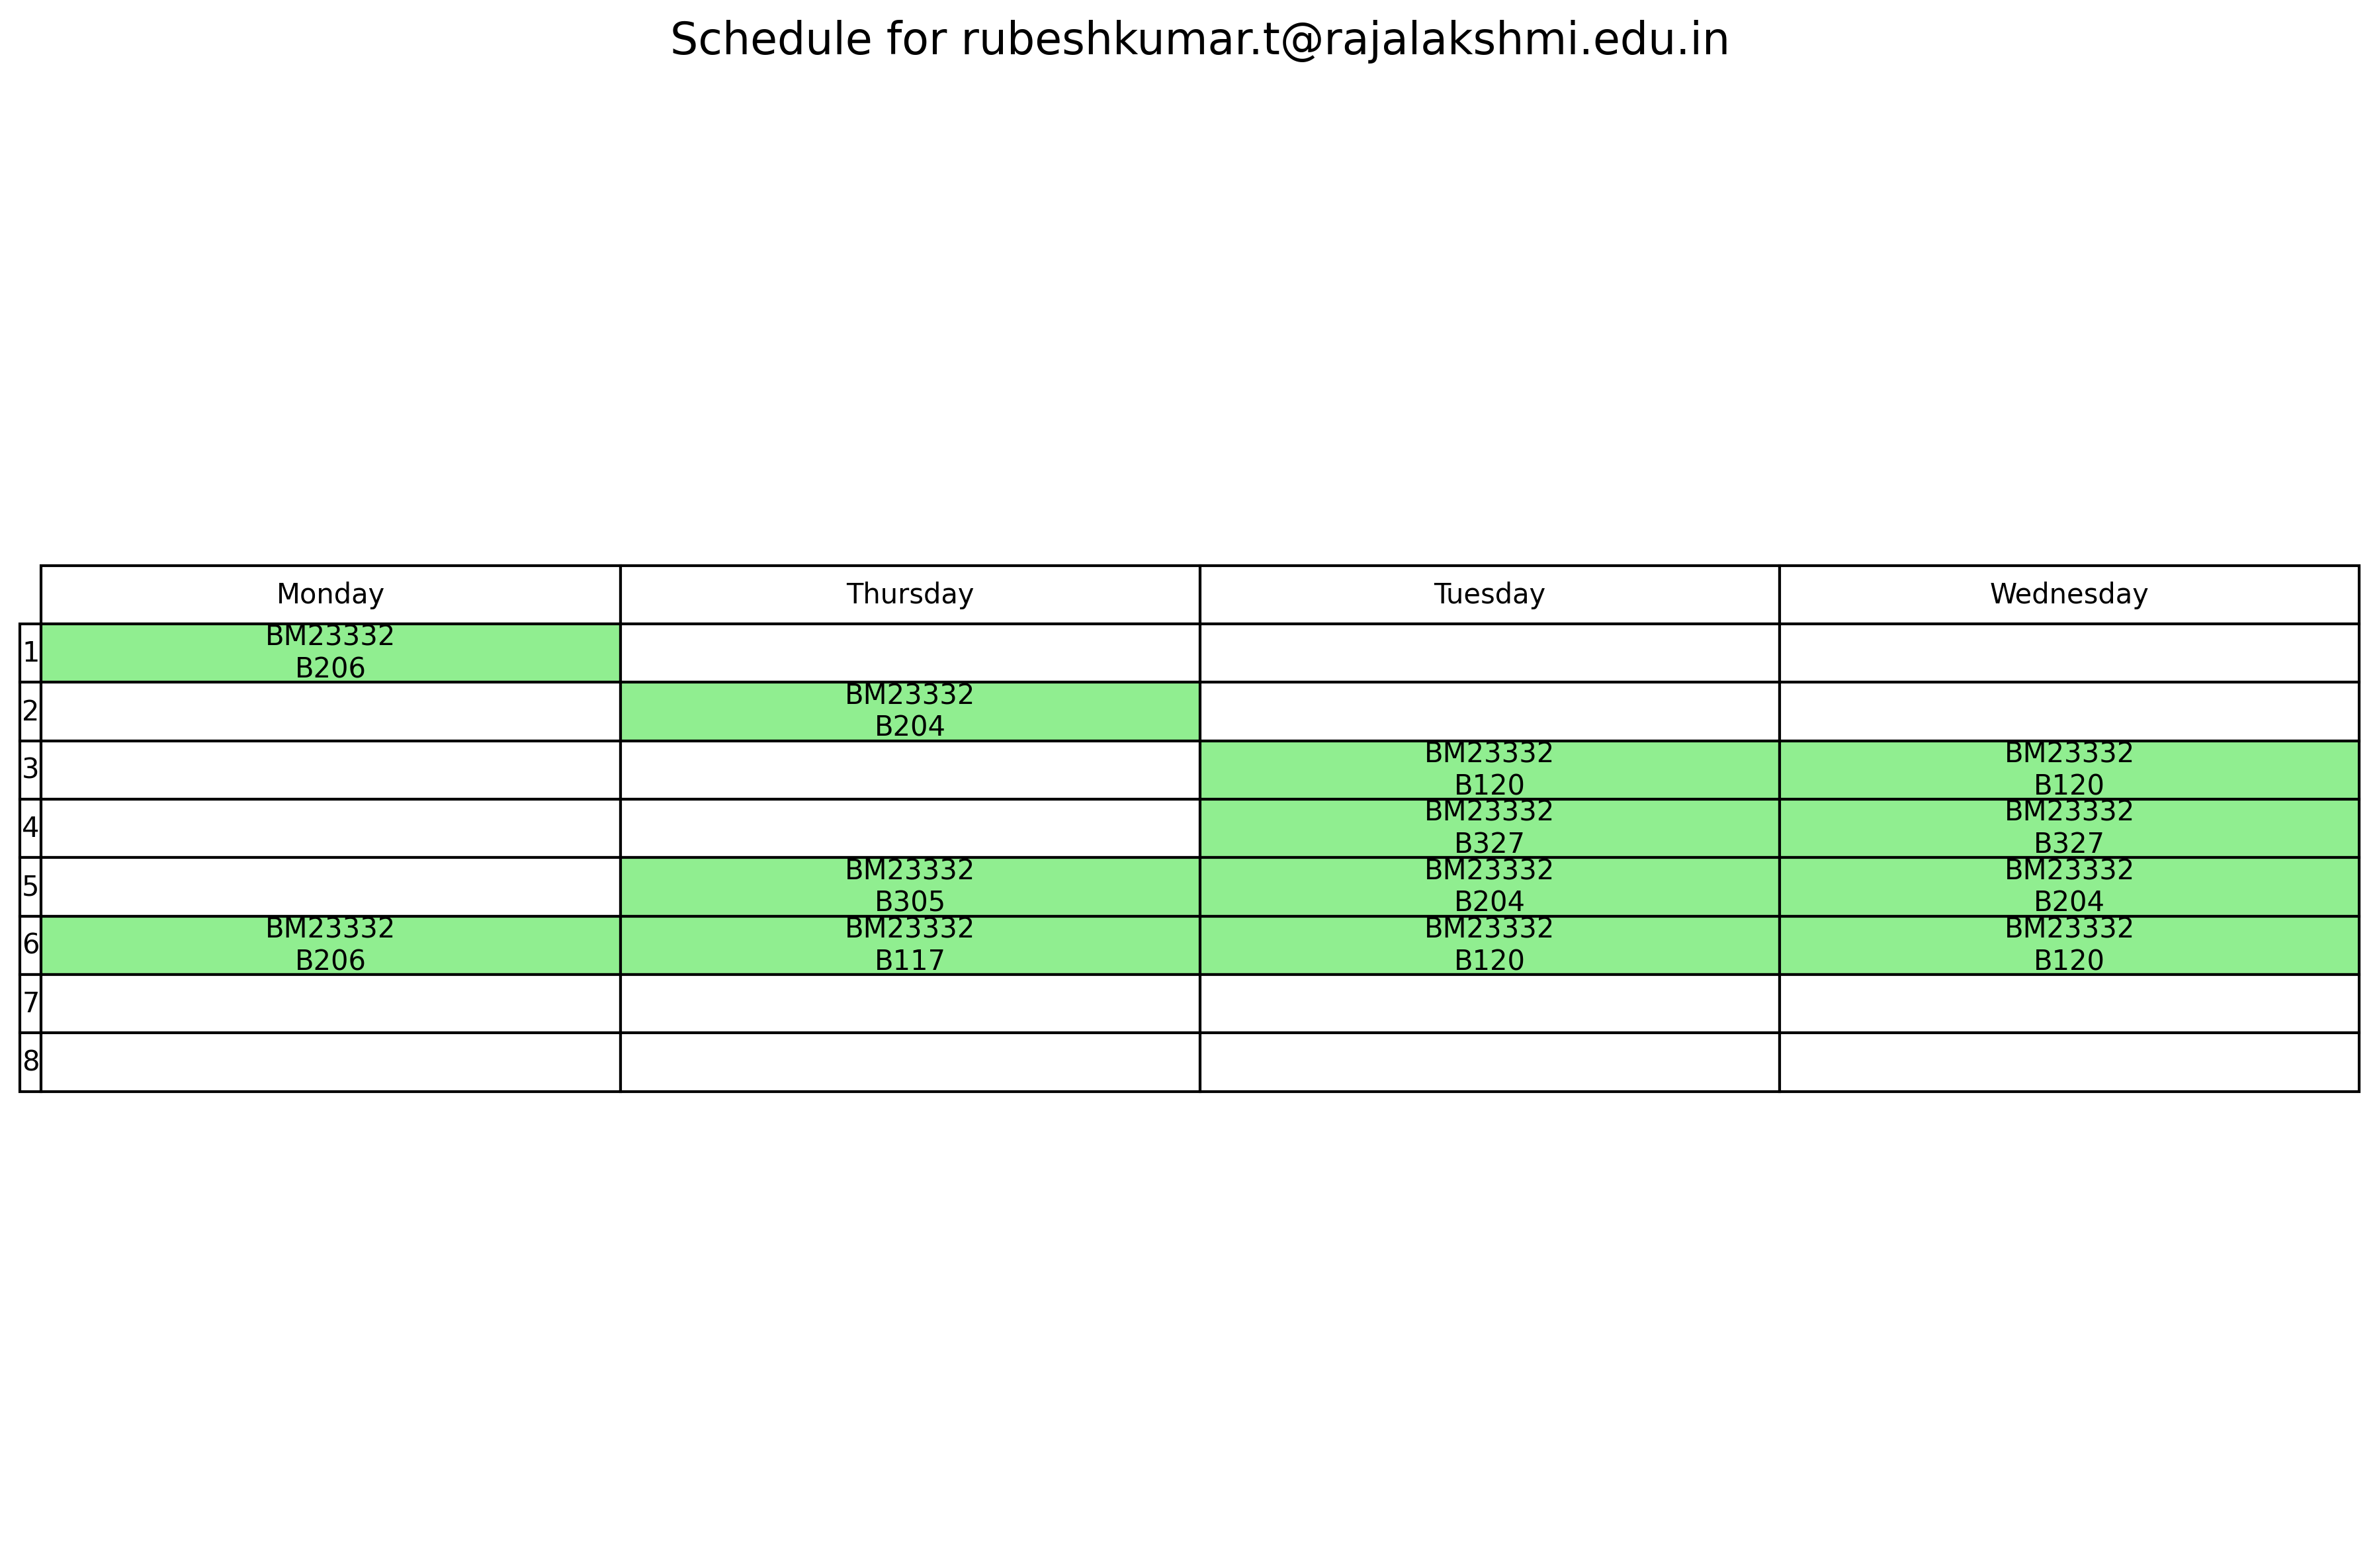 Schedule for rubeshkumar.t@rajalakshmi.edu.in
Monday Thursday Tuesday Wednesday
1 BM23332
B206
2 BM23332
B204
3 BM23332 BM23332
B120 B120
4 BM23332 BM23332
B327 B327
5 BM23332 BM23332 BM23332
B305 B204 B204
6 BM23332 BM23332 BM23332 BM23332
B206 B117 B120 B120
7
8